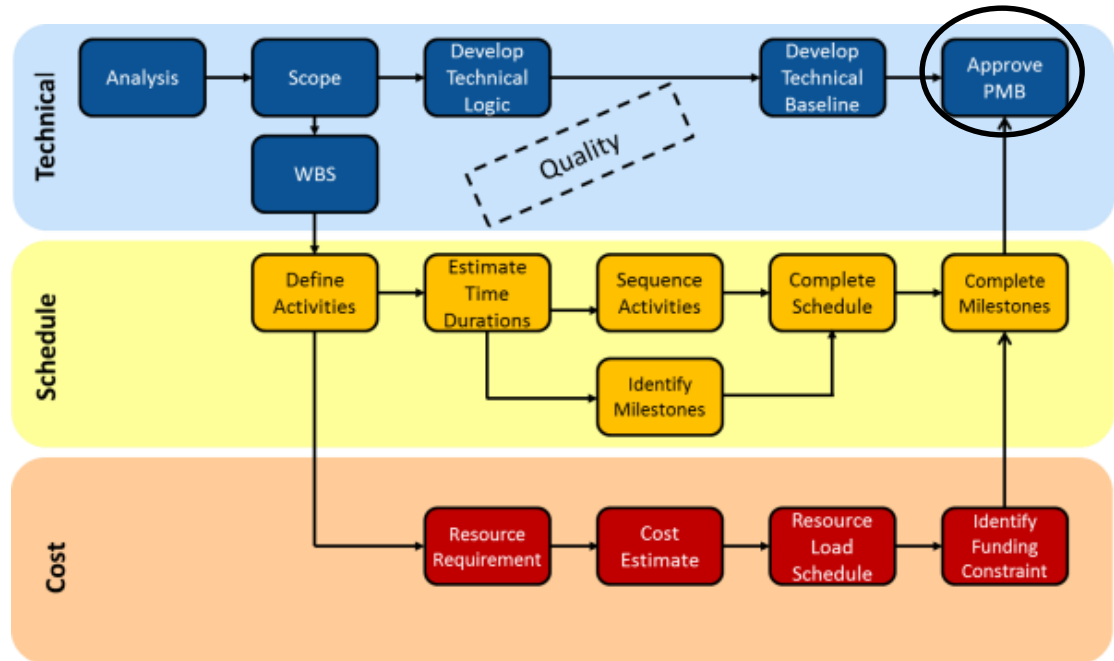 Technical
Analysis
Scope
Develop
Technical
Logic
Develop
Technical
Baseline
Approve
PMB
WBS
Quality
Schedule
Define
Activities
Estimate
Time
Durations
Sequence
Activities
Complete
Schedule
Complete
Milestones
Identify
Milestones
Cost
Resource
Requirement
Cost
Estimate
Resource
Load
Schedule
Identify
Funding
Constraint